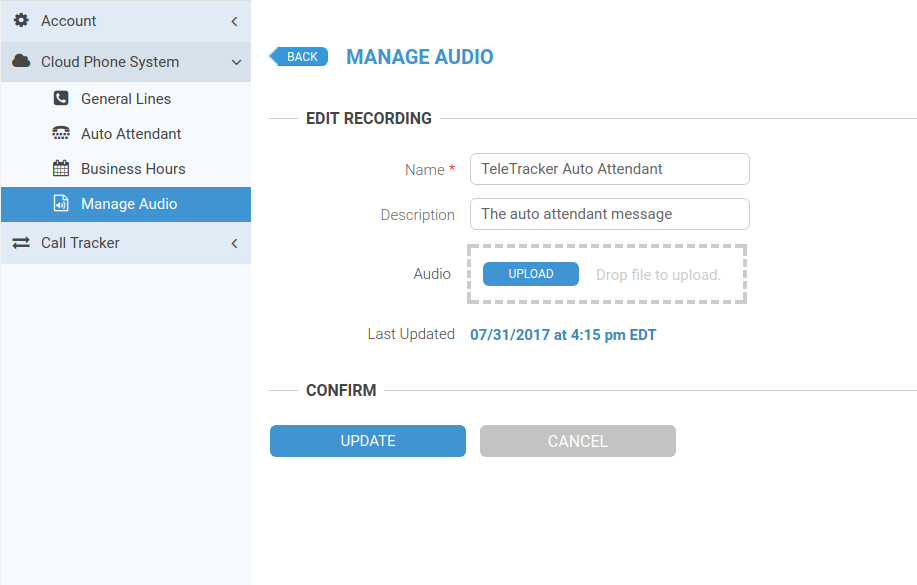 Account
Cloud Phone System
General Lines
Auto Attendant
Business Hours
Manage Audio
Call Tracker
BACK MANAGE AUDIO
EDIT RECORDING
Name * TeleTracker Auto Attendant
Description The auto attendant message
Audio UPLOAD Drop file to upload.
Last Updated 07/31/2017 at 4:15 pm EDT
CONFIRM
UPDATE CANCEL